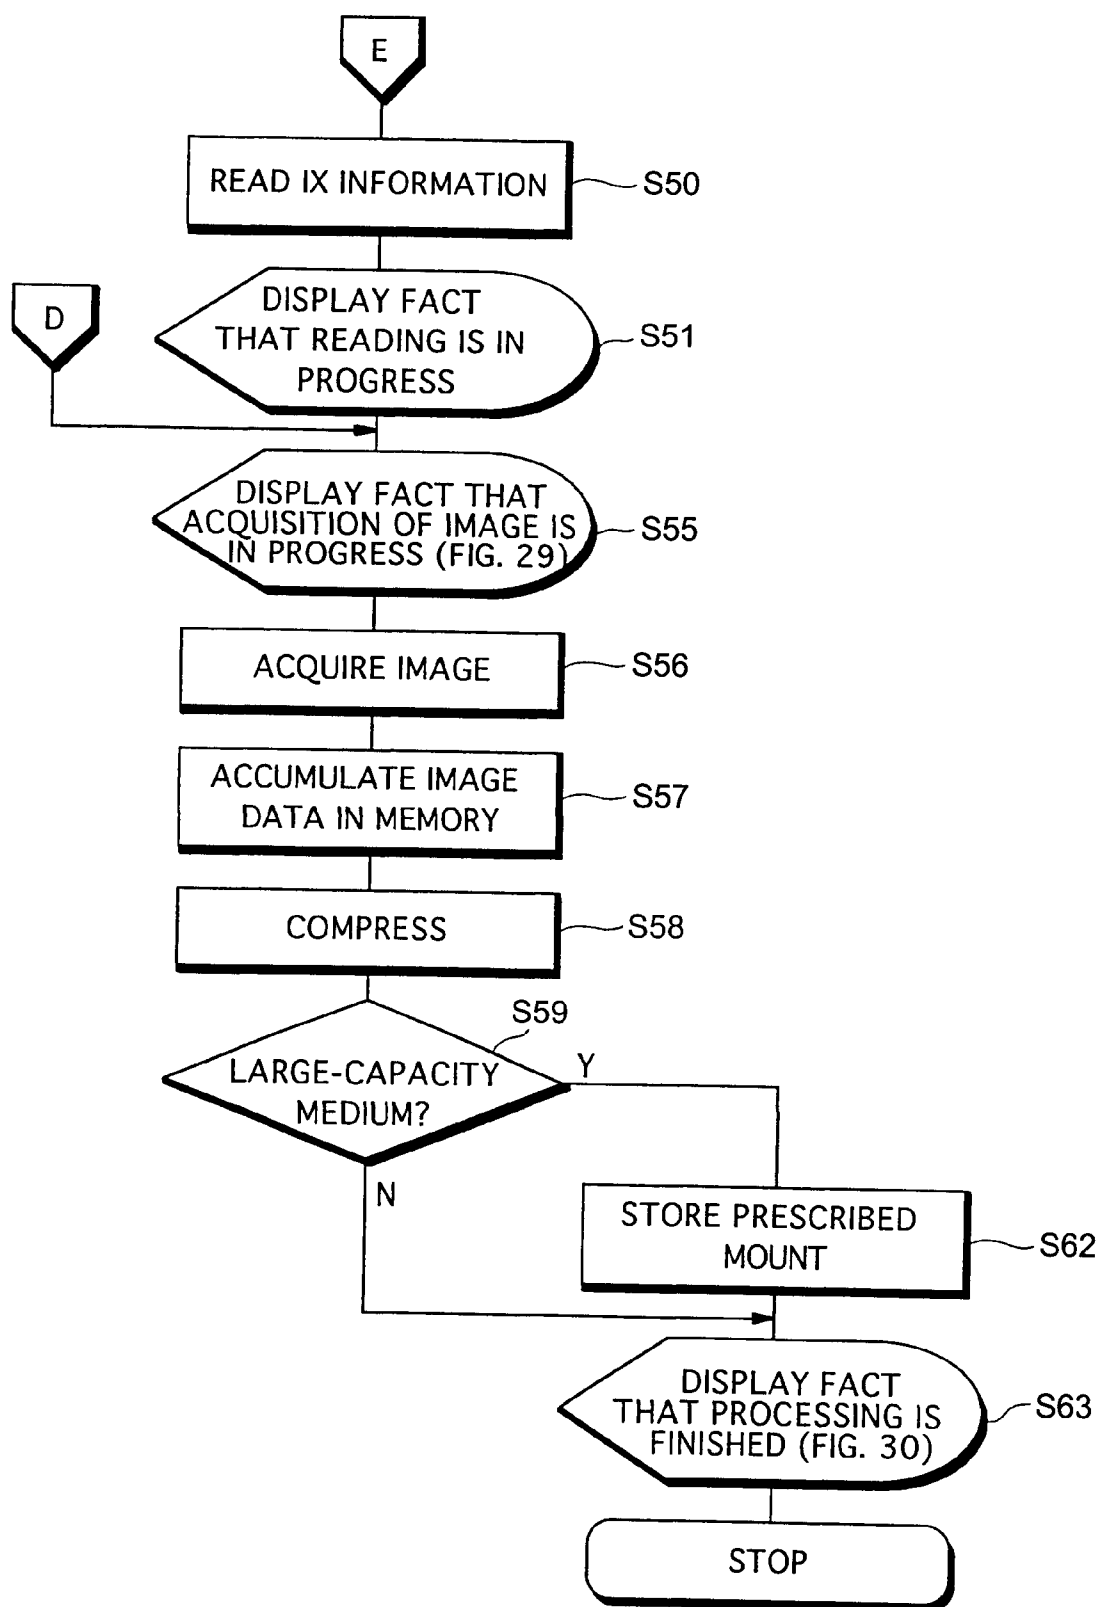 E
READ IX INFORMATION
S50
D
DISPLAY FACT
THAT READING IS IN
PROGRESS
S51
DISPLAY FACT THAT
ACQUISITION OF IMAGE IS
IN PROGRESS (FIG. 29)
S55
ACQUIRE IMAGE
S56
ACCUMULATE IMAGE
DATA IN MEMORY
S57
COMPRESS
S58
S59
LARGE-CAPACITY
MEDIUM?
Y
N
STORE PRESCRIBED
MOUNT
S62
DISPLAY FACT
THAT PROCESSING IS
FINISHED (FIG. 30)
S63
STOP